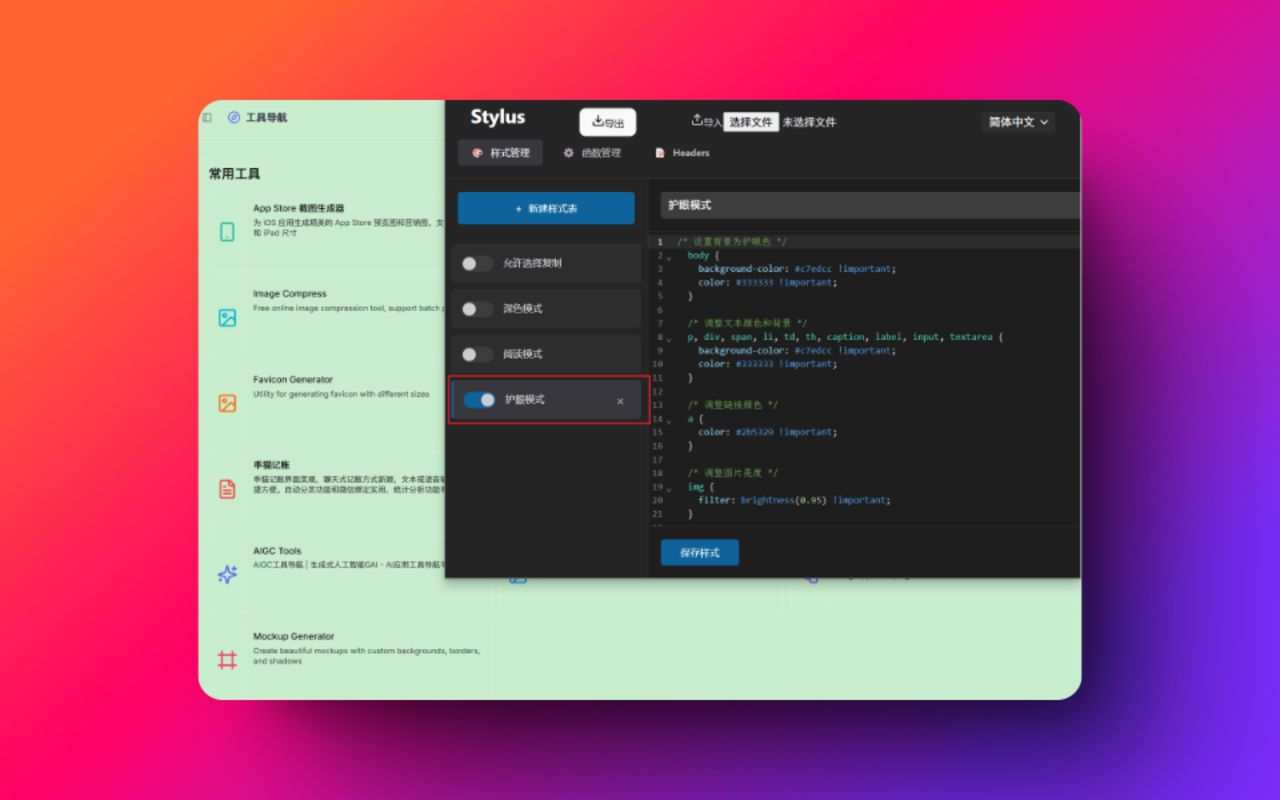 工具导航
常用工具
App Store 截图生成器
为 iOS 应用生成精美的 App Store 预览图和营销图，支
和 iPad 尺寸
Image Compress
Free online image compression tool, support batch
Favicon Generator
Utility for generating favicon with different sizes
手猫记账
手猫记账界面美观，聊天式记账方式新颖，文本或语音
捷方便。自动分类功能和微信绑定实用，统计分析功能
AIGC Tools
AIGC工具导航 | 生成式人工智能GAI - AI应用工具导航
Mockup Generator
Create beautiful mockups with custom backgrounds, borders,
and shadows
Stylus
导出
导入 选择文件 未选择文件
简体中文
样式管理
函数管理
Headers
+ 新建样式表
允许选择复制
深色模式
阅读模式
护眼模式 ×
护眼模式
1 /* 设置背景为护眼色 */
2 body {
3 background-color: #c7edcc !important;
4 color: #333333 !important;
5 }
6
7 /* 调整文本颜色和背景 */
8 p, div, span, li, td, th, caption, label, input, textarea {
9 background-color: #c7edcc !important;
10 color: #333333 !important;
11 }
12
13 /* 调整链接颜色 */
14 a {
15 color: #2b5329 !important;
16 }
17
18 /* 调整图片亮度 */
19 img {
20 filter: brightness(0.95) !important;
21 }
保存样式